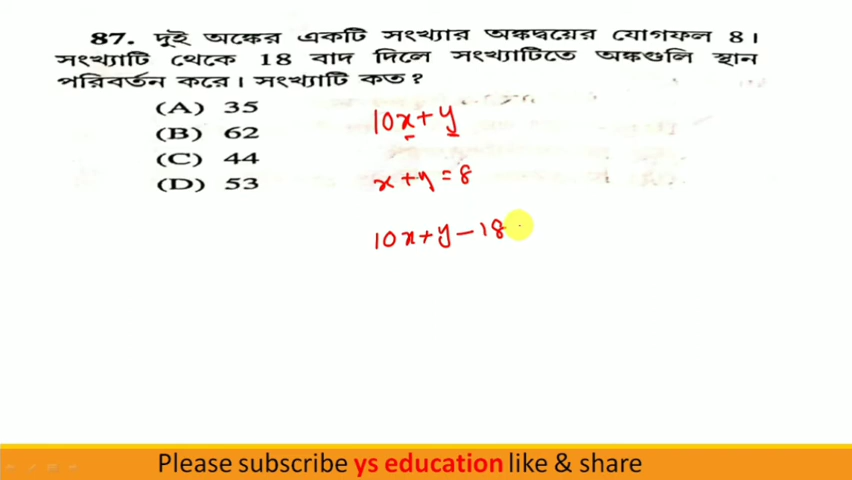 87. দুই অঙ্কের একটি সংখ্যার অঙ্কদ্বয়ের যোগফল 8।
সংখ্যাটি থেকে 18 বাদ দিলে সংখ্যাটিতে অঙ্কগুলি স্থান
পরিবর্তন করে। সংখ্যাটি কত?
(A) 35
(B) 62
(C) 44
(D) 53
10x+y
x+y=8
10x+y-18
Please subscribe ys education like & share